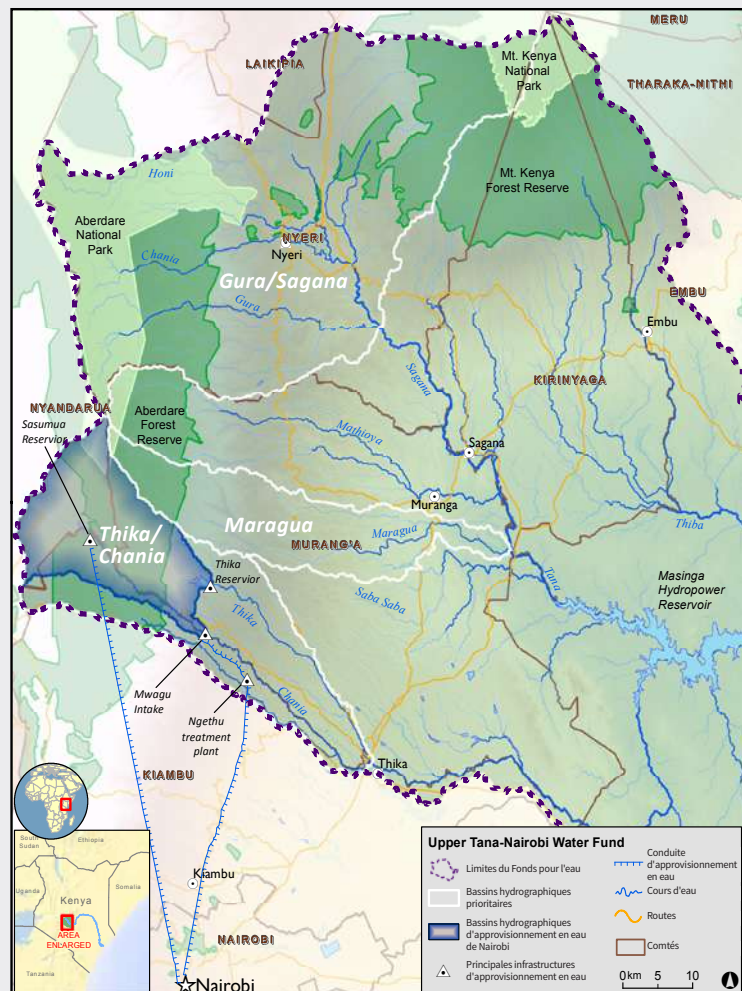 MERU
LAIKIPIA
Mt. Kenya
National
Park
THARAKA-NITHI
Mt. Kenya
Forest Reserve
Honi
Aberdare
National
Park
NYERI
Nyeri
Chania
Gura/Sagana
Gura
EMBU
Embu
Sagana
KIRINYAGA
NYANDARUA
Aberdare
Forest
Reserve
Sasumua
Reservior
Mathioya
Sagana
Muranga
Thika/
Chania
Maragua
Maragua
MURANG'A
Thiba
Thika
Reservior
Saba Saba
Tana
Masinga
Hydropower
Reservoir
Thika
Mwagu
Intake
Chania
Ngethu
treatment
plant
Thika
KIAMBU
Kiambu
NAIROBI
Nairobi
South
Sudan
Ethiopia
Uganda
Kenya
Somalia
AREA
ENLARGED
Tanzania
Upper Tana-Nairobi Water Fund
Limites du Fonds pour l'eau
Bassins hydrographiques
prioritaires
Bassins hydrographiques
d'approvisionnement en eau
de Nairobi
Principales infrastructures
d'approvisionnement en eau
Conduite
d'approvisionnement
en eau
Cours d'eau
Routes
Comtés
0 km 5 10